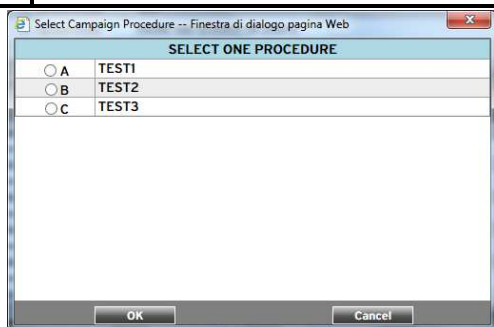 Select Campaign Procedure -- Finestra di dialogo pagina Web
SELECT ONE PROCEDURE
A TEST1
B TEST2
C TEST3
OK Cancel